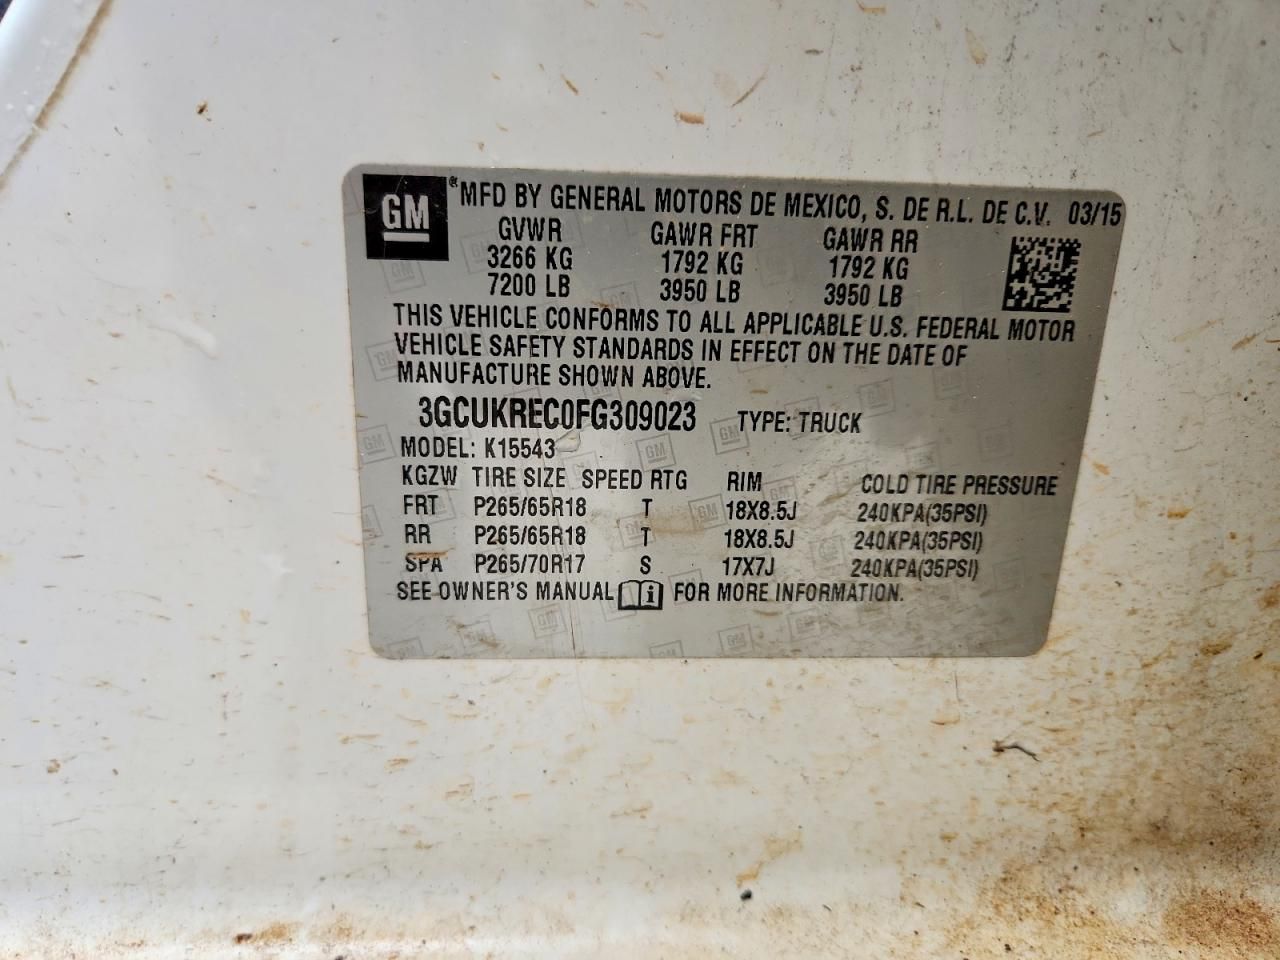 GM ® MFD BY GENERAL MOTORS DE MEXICO, S. DE R.L. DE C.V. 03/15
GVWR GAWR FRT GAWR RR
3266 KG 1792 KG 1792 KG
7200 LB 3950 LB 3950 LB
THIS VEHICLE CONFORMS TO ALL APPLICABLE U.S. FEDERAL MOTOR
VEHICLE SAFETY STANDARDS IN EFFECT ON THE DATE OF
MANUFACTURE SHOWN ABOVE.
3GCUKREC0FG309023 TYPE: TRUCK
MODEL: K15543
KGZW TIRE SIZE SPEED RTG RIM COLD TIRE PRESSURE
FRT P265/65R18 T 18X8.5J 240KPA(35PSI)
RR P265/65R18 T 18X8.5J 240KPA(35PSI)
SPA P265/70R17 S 17X7J 240KPA(35PSI)
SEE OWNER'S MANUAL i FOR MORE INFORMATION.